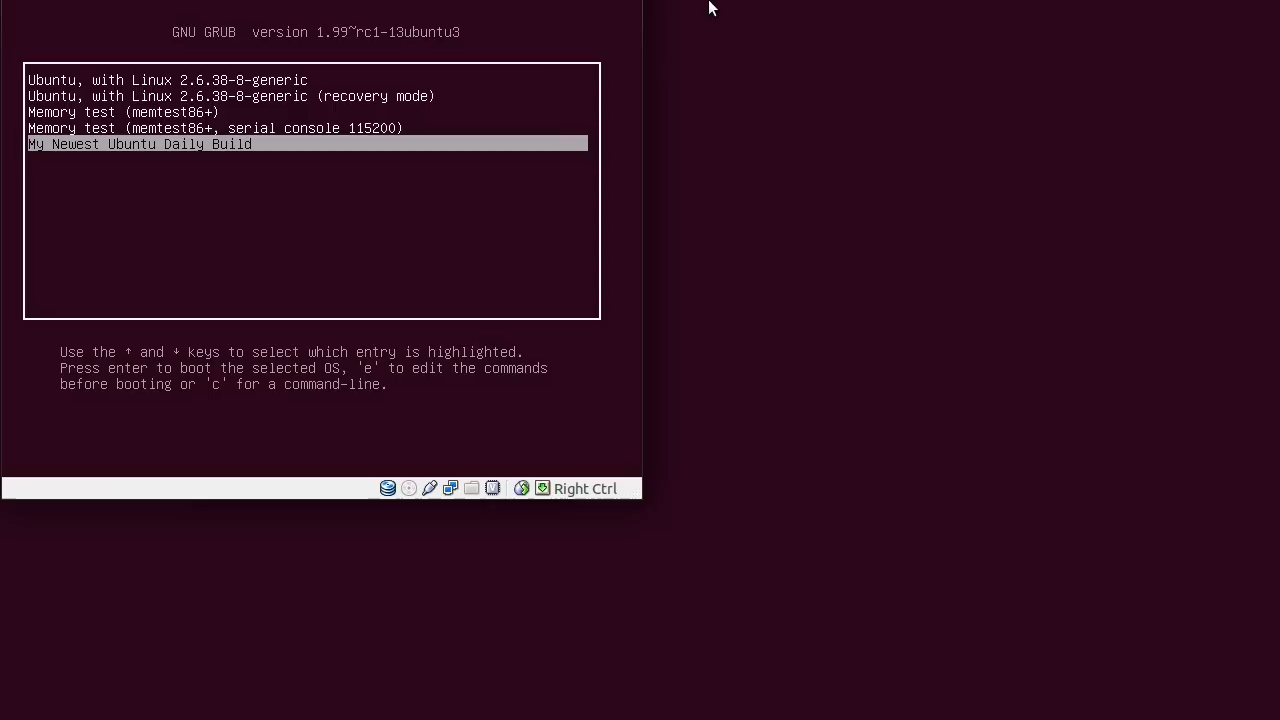 GNU GRUB  version 1.99~rc1-13ubuntu3
Ubuntu, with Linux 2.6.38-8-generic
Ubuntu, with Linux 2.6.38-8-generic (recovery mode)
Memory test (memtest86+)
Memory test (memtest86+, serial console 115200)
My Newest Ubuntu Daily Build
Use the ↑ and ↓ keys to select which entry is highlighted.
Press enter to boot the selected OS, 'e' to edit the commands
before booting or 'c' for a command-line.
Right Ctrl